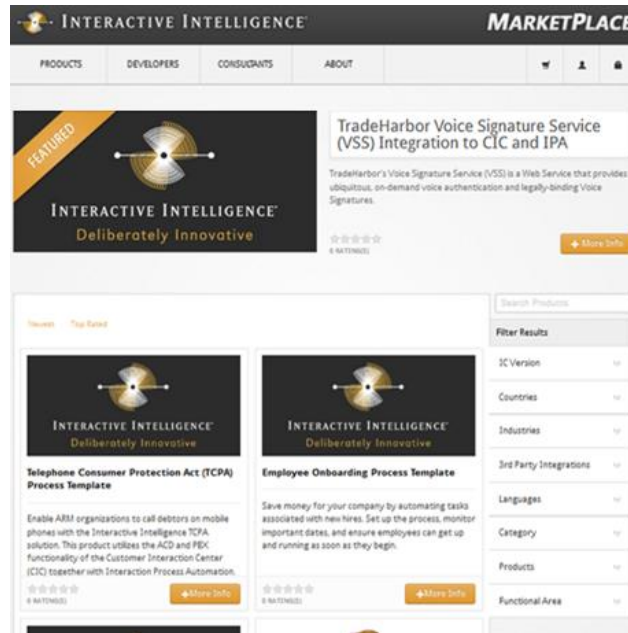 INTERACTIVE INTELLIGENCE
MARKETPLACE
PRODUCTS DEVELOPERS CONSULTANTS ABOUT
FEATURED
INTERACTIVE INTELLIGENCE
Deliberately Innovative
TradeHarbor Voice Signature Service
(VSS) Integration to CIC and IPA
TradeHarbor's Voice Signature Service (VSS) is a Web Service that provides
ubiquitous, on-demand voice authentication and legally-binding Voice
Signatures.
0 RATING(S)
+ More Info
Search Products
Newest Top Rated
Filter Results
IC Version
Countries
Industries
3rd Party Integrations
Languages
Category
Products
Functional Area
INTERACTIVE INTELLIGENCE
Deliberately Innovative
Telephone Consumer Protection Act (TCPA)
Process Template
Enable ARM organizations to call debtors on mobile
phones with the Interactive Intelligence TCPA
solution. This product utilizes the ACD and PBX
functionality of the Customer Interaction Center
(CIC) together with Interaction Process Automation.
0 RATING(S)
+More Info
INTERACTIVE INTELLIGENCE
Deliberately Innovative
Employee Onboarding Process Template
Save money for your company by automating tasks
associated with new hires. Set up the process, monitor
important dates, and ensure employees can get up
and running as soon as they begin.
0 RATING(S)
+More Info